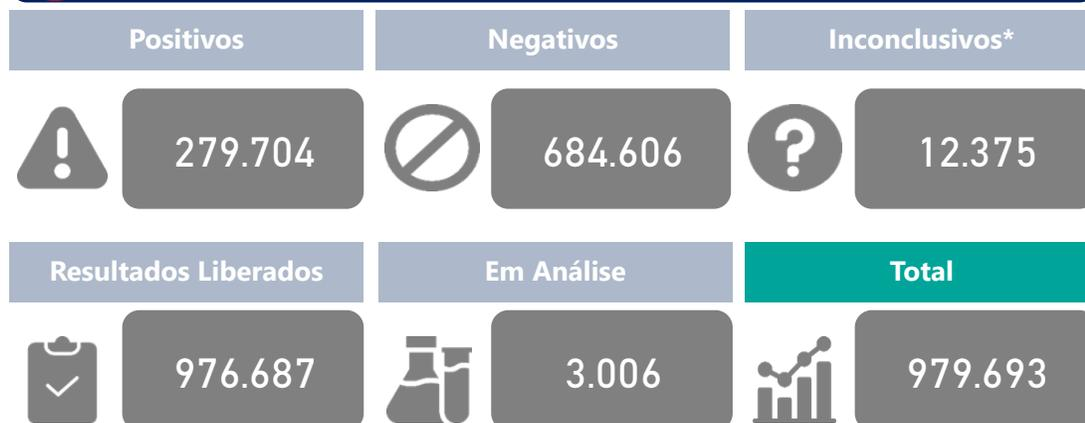 Positivos
Negativos
Inconclusivos*
279.704
684.606
12.375
Resultados Liberados
Em Análise
Total
976.687
3.006
979.693